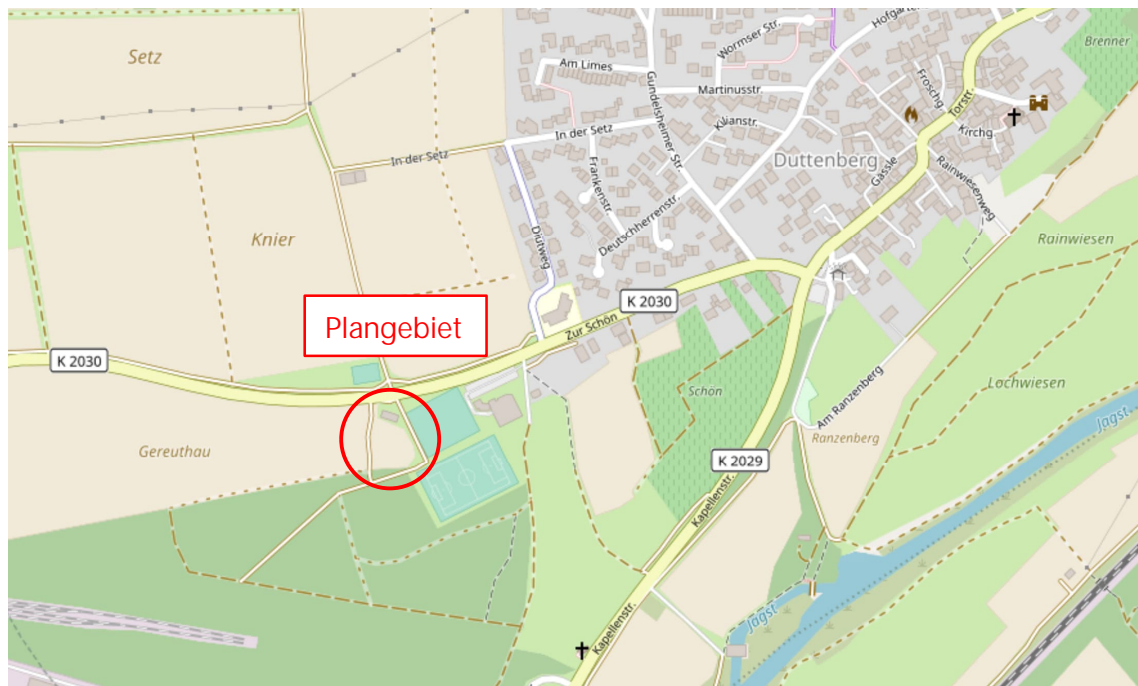 Hofgarten
Wormser Str.
Setz
Brenner
Am Limes
Gundelsheimer Str.
Martinusstr.
Froschg.
Torstr.
In der Setz
Kilianstr.
Kirchg.
In der Setz
Duttenberg
Gässle
Rainwiesenweg
Frankenstr.
Deutschherrenstr.
Diutweg
Knier
Rainwiesen
K 2030
Plangebiet
Zur Schön
K 2030
Schön
Lochwiesen
Am Ranzenberg
Jagst
Ranzenberg
Gereuthau
K 2029
Kapellenstr.
Jagst
Kapellenstr.